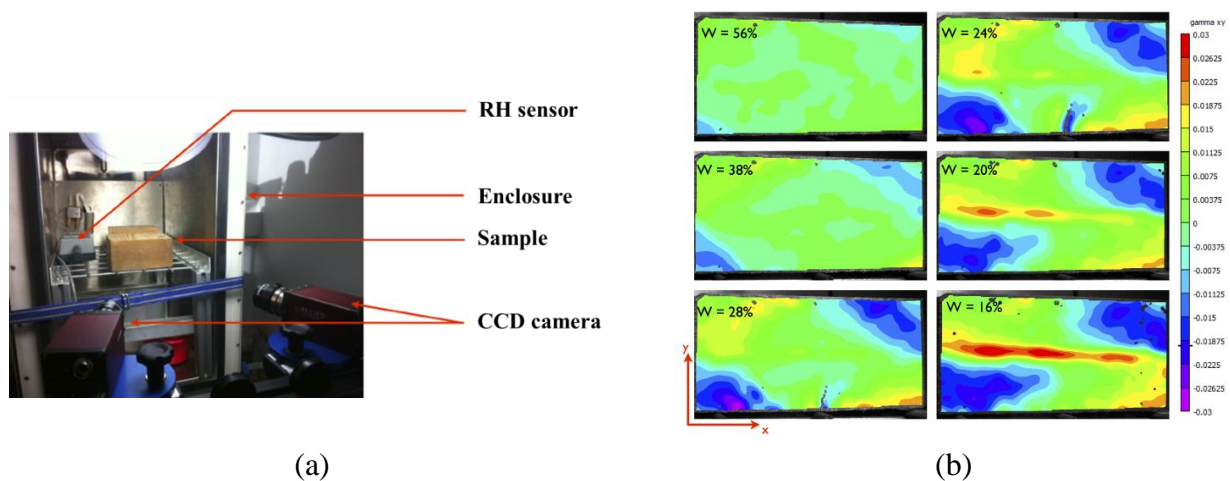 RH sensor
Enclosure
Sample
CCD camera
(a)
W = 56%
W = 24%
W = 38%
W = 20%
W = 28%
W = 16%
y
x
gamma xy
0.03
0.02625
0.0225
0.01875
0.015
0.01125
0.0075
0.00375
0
-0.00375
-0.0075
-0.01125
-0.015
-0.01875
-0.0225
-0.02625
-0.03
(b)